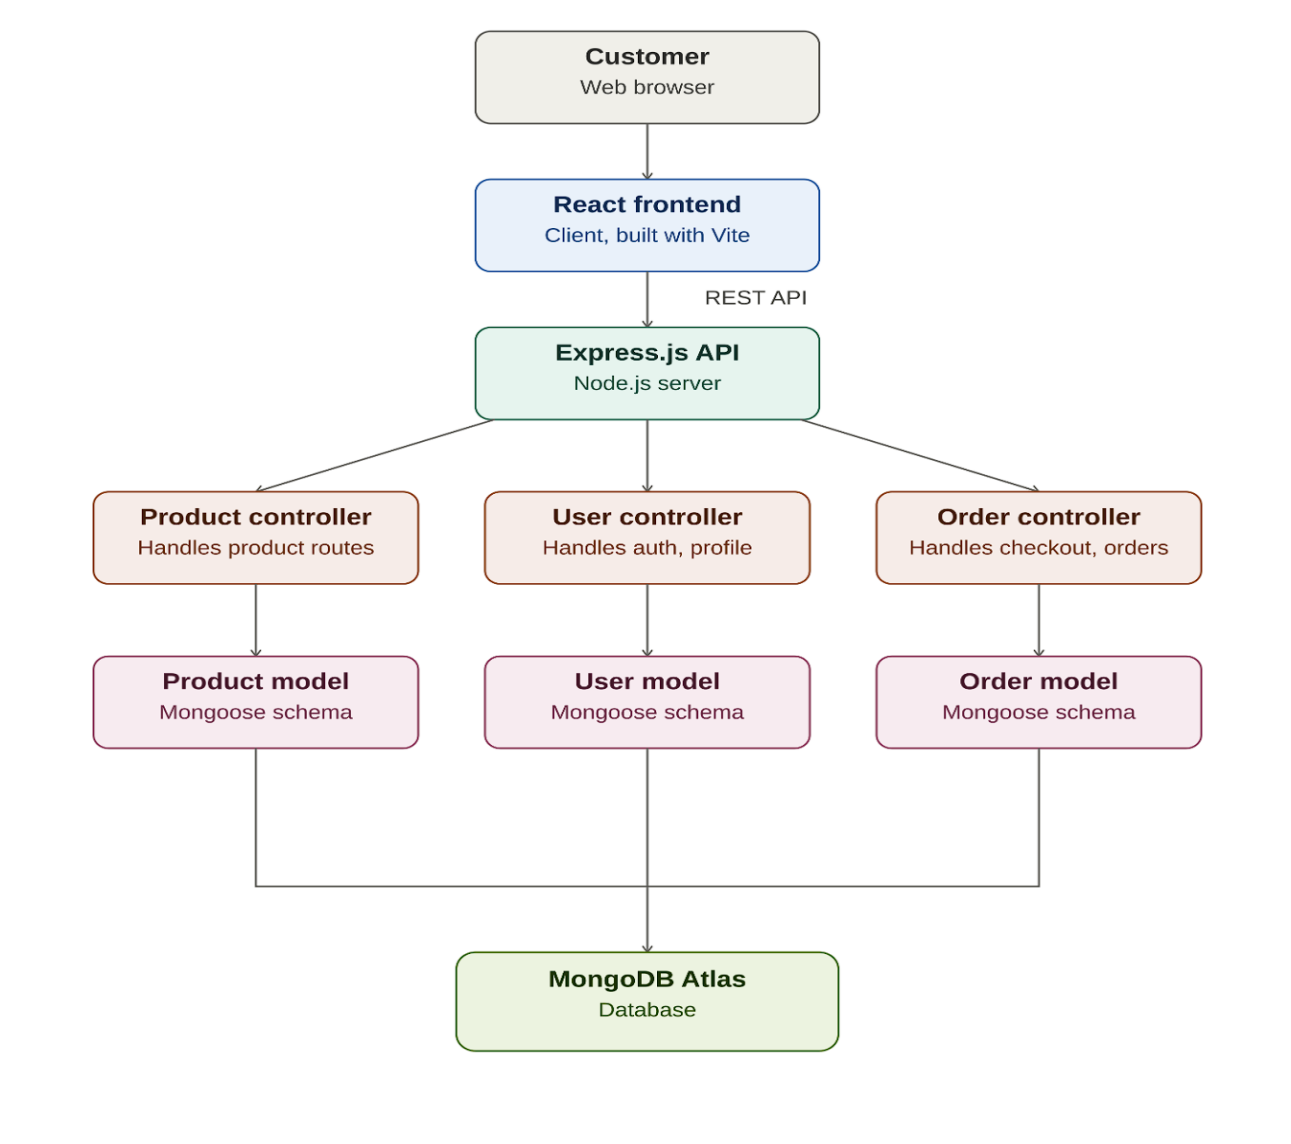 Customer
Web browser
React frontend
Client, built with Vite
REST API
Express.js API
Node.js server
Product controller
Handles product routes
User controller
Handles auth, profile
Order controller
Handles checkout, orders
Product model
Mongoose schema
User model
Mongoose schema
Order model
Mongoose schema
MongoDB Atlas
Database